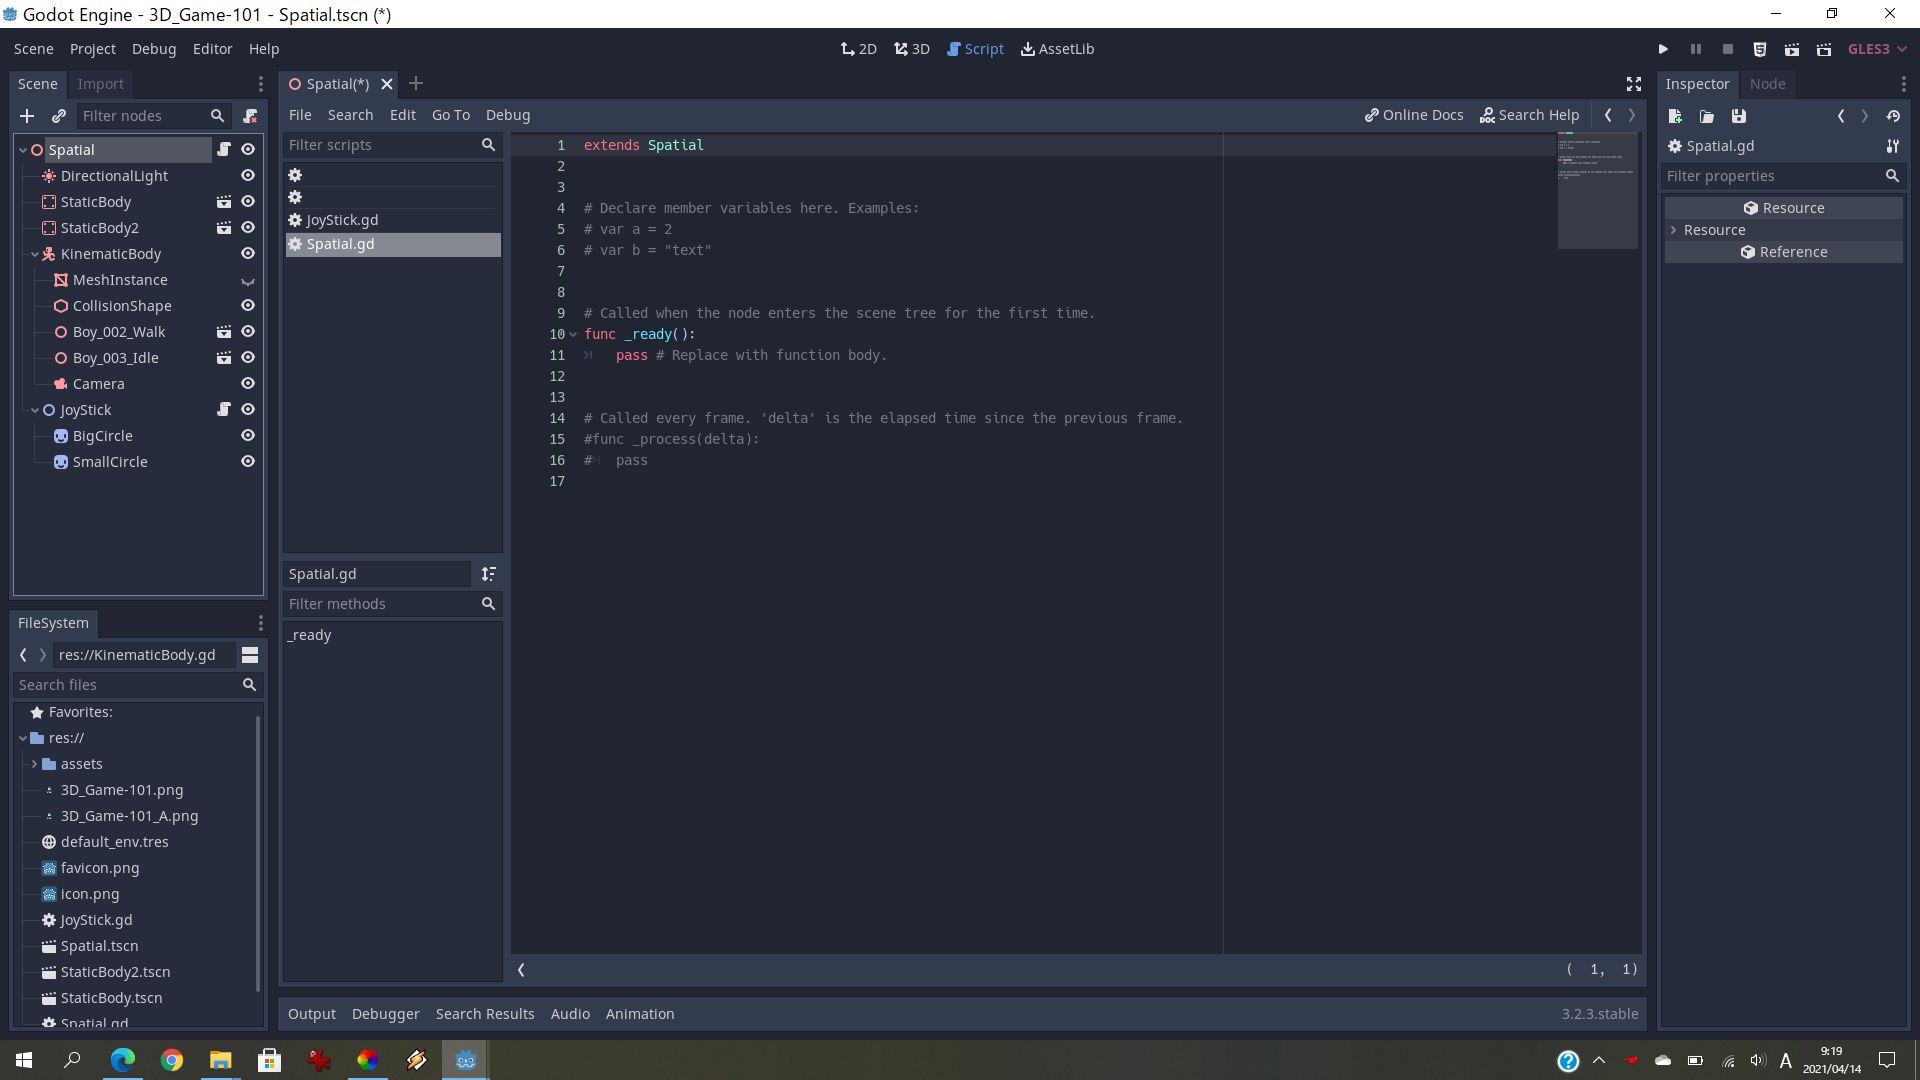 Godot Engine - 3D_Game-101 - Spatial.tscn (*)
Scene Project Debug Editor Help
2D 3D Script AssetLib
GLES3
Scene Import
Filter nodes
Spatial
DirectionalLight
StaticBody
StaticBody2
KinematicBody
MeshInstance
CollisionShape
Boy_002_Walk
Boy_003_Idle
Camera
JoyStick
BigCircle
SmallCircle
FileSystem
res://KinematicBody.gd
Search files
Favorites:
res://
assets
3D_Game-101.png
3D_Game-101_A.png
default_env.tres
favicon.png
icon.png
JoyStick.gd
Spatial.tscn
StaticBody2.tscn
StaticBody.tscn
Spatial.gd
Spatial(*)
File Search Edit Go To Debug
Online Docs Search Help
Filter scripts
JoyStick.gd
Spatial.gd
Spatial.gd
Filter methods
_ready
1 extends Spatial
2
3
4 # Declare member variables here. Examples:
5 # var a = 2
6 # var b = "text"
7
8
9 # Called when the node enters the scene tree for the first time.
10 func _ready():
11 pass # Replace with function body.
12
13
14 # Called every frame. 'delta' is the elapsed time since the previous frame.
15 #func _process(delta):
16 # pass
17
( 1, 1)
Output Debugger Search Results Audio Animation
3.2.3.stable
Inspector Node
Spatial.gd
Filter properties
Resource
Resource
Reference
A
9:19
2021/04/14